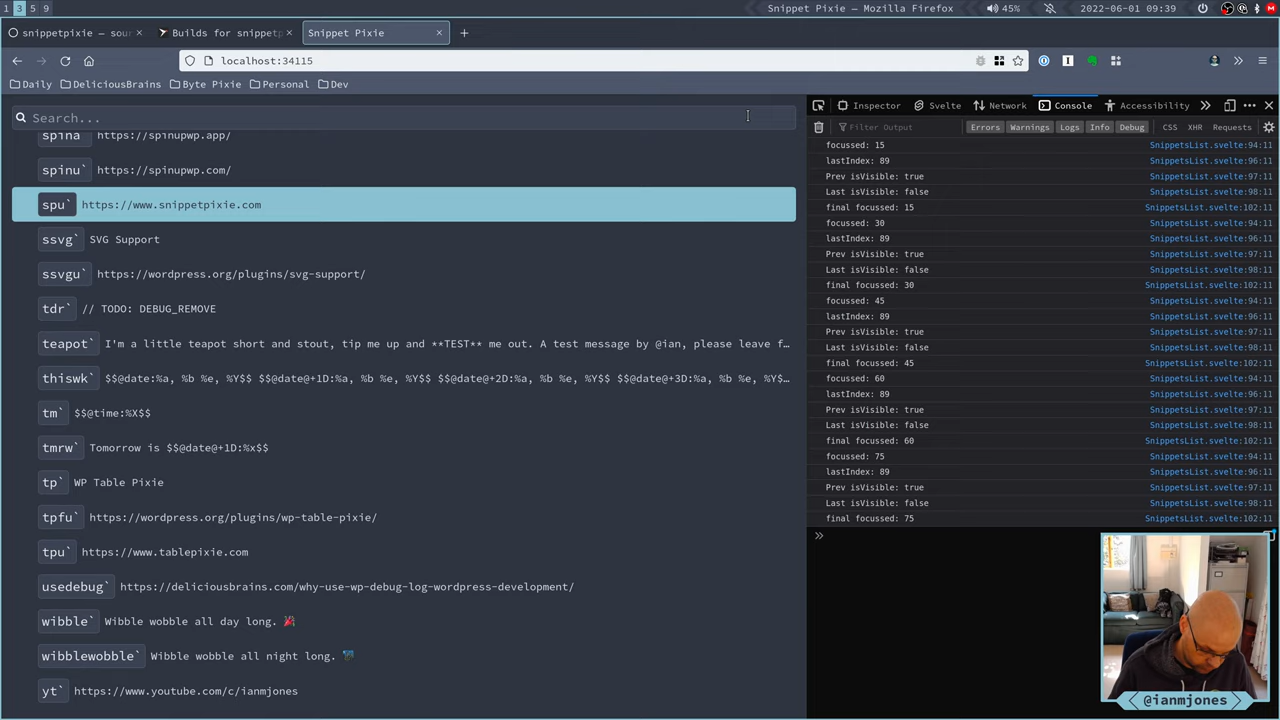 1 3 5 9 Snippet Pixie — Mozilla Firefox 45% 2022-06-01 09:39
snippetpixie — sour Builds for snippetp Snippet Pixie
localhost:34115
Daily DeliciousBrains Byte Pixie Personal Dev
Search...
Inspector Svelte Network Console Accessibility
Filter Output Errors Warnings Logs Info Debug CSS XHR Requests
spina https://spinupwp.app/
spinu` https://spinupwp.com/
spu` https://www.snippetpixie.com
ssvg` SVG Support
ssvgu` https://wordpress.org/plugins/svg-support/
tdr` // TODO: DEBUG_REMOVE
teapot` I'm a little teapot short and stout, tip me up and **TEST** me out. A test message by @ian, please leave f…
thiswk` $$@date:%a, %b %e, %Y$$ $$@date@+1D:%a, %b %e, %Y$$ $$@date@+2D:%a, %b %e, %Y$$ $$@date@+3D:%a, %b %e, %Y$…
tm` $$@time:%X$$
tmrw` Tomorrow is $$@date@+1D:%x$$
tp` WP Table Pixie
tpfu` https://wordpress.org/plugins/wp-table-pixie/
tpu` https://www.tablepixie.com
usedebug` https://deliciousbrains.com/why-use-wp-debug-log-wordpress-development/
wibble` Wibble wobble all day long. 🎉
wibblewobble` Wibble wobble all night long.
yt` https://www.youtube.com/c/ianmjones
focussed: 15 SnippetsList.svelte:94:11
lastIndex: 89 SnippetsList.svelte:96:11
Prev isVisible: true SnippetsList.svelte:97:11
Last isVisible: false SnippetsList.svelte:98:11
final focussed: 15 SnippetsList.svelte:102:11
focussed: 30 SnippetsList.svelte:94:11
lastIndex: 89 SnippetsList.svelte:96:11
Prev isVisible: true SnippetsList.svelte:97:11
Last isVisible: false SnippetsList.svelte:98:11
final focussed: 30 SnippetsList.svelte:102:11
focussed: 45 SnippetsList.svelte:94:11
lastIndex: 89 SnippetsList.svelte:96:11
Prev isVisible: true SnippetsList.svelte:97:11
Last isVisible: false SnippetsList.svelte:98:11
final focussed: 45 SnippetsList.svelte:102:11
focussed: 60 SnippetsList.svelte:94:11
lastIndex: 89 SnippetsList.svelte:96:11
Prev isVisible: true SnippetsList.svelte:97:11
Last isVisible: false SnippetsList.svelte:98:11
final focussed: 60 SnippetsList.svelte:102:11
focussed: 75 SnippetsList.svelte:94:11
lastIndex: 89 SnippetsList.svelte:96:11
Prev isVisible: true SnippetsList.svelte:97:11
Last isVisible: false SnippetsList.svelte:98:11
final focussed: 75 SnippetsList.svelte:102:11
@ianmjones